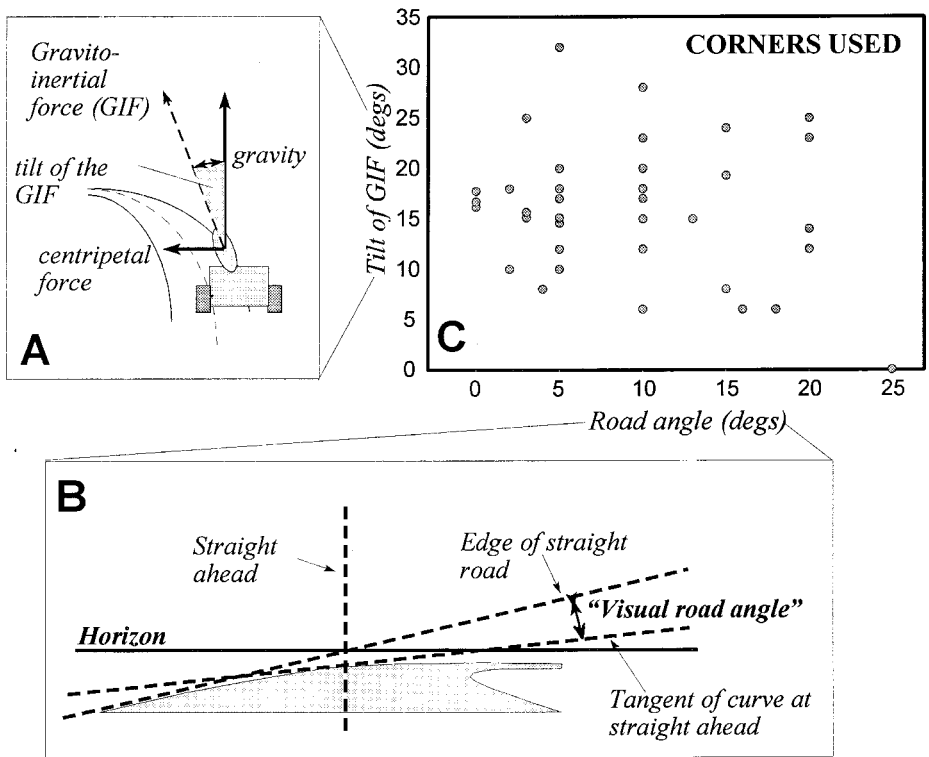 Gravito-
inertial
force (GIF)
gravity
tilt of the
GIF
centripetal
force
A
CORNERS USED
Tilt of GIF (degs)
35
30
25
20
15
10
5
0
C
0 5 10 15 20 25
Road angle (degs)
B
Straight
ahead
Edge of straight
road
“Visual road angle”
Horizon
Tangent of curve at
straight ahead